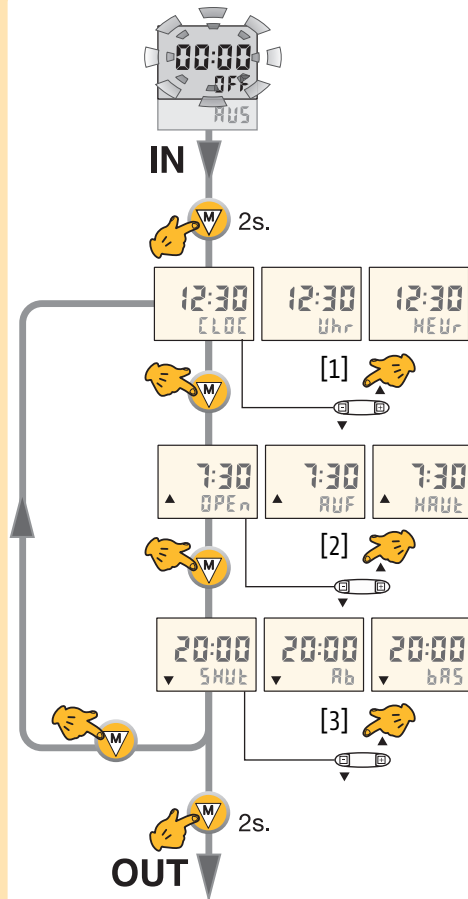 00:00
OFF
AUS
IN
M
2s.
12:30 12:30 12:30
CLOC Uhr HEUr
M
[1]
- +
7:30 7:30 7:30
OPEn AUF HAUt
M
[2]
- +
20:00 20:00 20:00
SHUt Ab bAS
M
[3]
- +
M
2s.
OUT